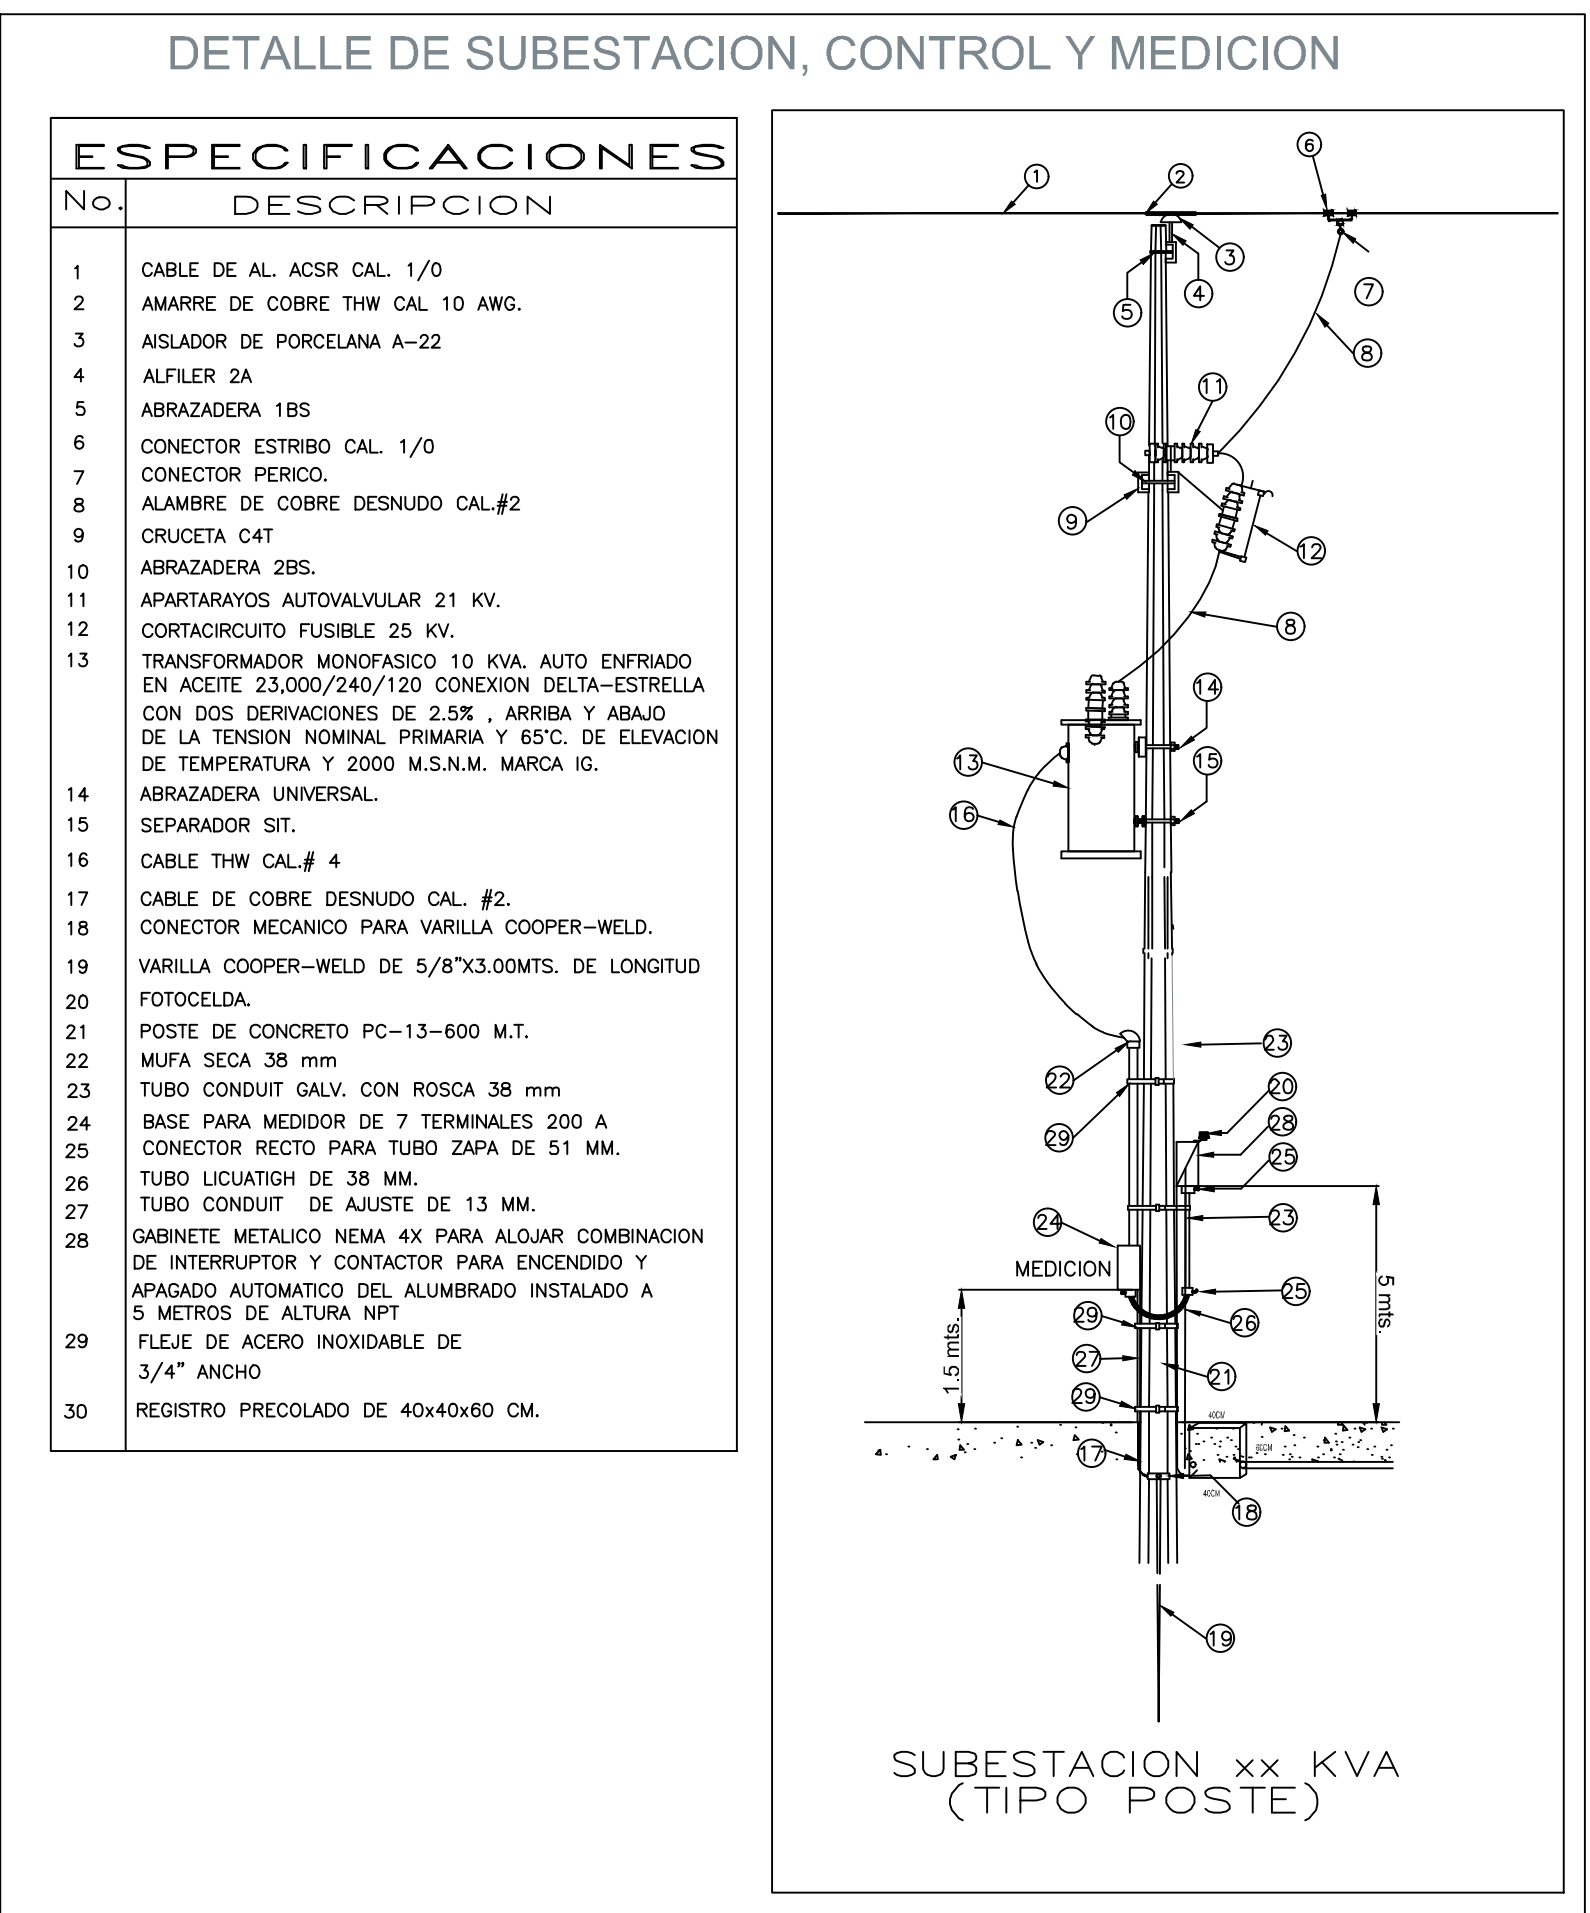 DETALLE DE SUBESTACION, CONTROL Y MEDICION
ESPECIFICACIONES
No. DESCRIPCION
1 CABLE DE AL. ACSR CAL. 1/0
2 AMARRE DE COBRE THW CAL 10 AWG.
3 AISLADOR DE PORCELANA A-22
4 ALFILER 2A
5 ABRAZADERA 1BS
6 CONECTOR ESTRIBO CAL. 1/0
7 CONECTOR PERICO.
8 ALAMBRE DE COBRE DESNUDO CAL.#2
9 CRUCETA C4T
10 ABRAZADERA 2BS.
11 APARTARAYOS AUTOVALVULAR 21 KV.
12 CORTACIRCUITO FUSIBLE 25 KV.
13 TRANSFORMADOR MONOFASICO 10 KVA. AUTO ENFRIADO
EN ACEITE 23,000/240/120 CONEXION DELTA-ESTRELLA
CON DOS DERIVACIONES DE 2.5% , ARRIBA Y ABAJO
DE LA TENSION NOMINAL PRIMARIA Y 65°C. DE ELEVACION
DE TEMPERATURA Y 2000 M.S.N.M. MARCA IG.
14 ABRAZADERA UNIVERSAL.
15 SEPARADOR SIT.
16 CABLE THW CAL.# 4
17 CABLE DE COBRE DESNUDO CAL. #2.
18 CONECTOR MECANICO PARA VARILLA COOPER-WELD.
19 VARILLA COOPER-WELD DE 5/8"X3.00MTS. DE LONGITUD
20 FOTOCELDA.
21 POSTE DE CONCRETO PC-13-600 M.T.
22 MUFA SECA 38 mm
23 TUBO CONDUIT GALV. CON ROSCA 38 mm
24 BASE PARA MEDIDOR DE 7 TERMINALES 200 A
25 CONECTOR RECTO PARA TUBO ZAPA DE 51 MM.
26 TUBO LICUATIGH DE 38 MM.
27 TUBO CONDUIT DE AJUSTE DE 13 MM.
28 GABINETE METALICO NEMA 4X PARA ALOJAR COMBINACION
DE INTERRUPTOR Y CONTACTOR PARA ENCENDIDO Y
APAGADO AUTOMATICO DEL ALUMBRADO INSTALADO A
5 METROS DE ALTURA NPT
29 FLEJE DE ACERO INOXIDABLE DE
3/4" ANCHO
30 REGISTRO PRECOLADO DE 40x40x60 CM.
6
1
2
3
4
7
5
8
11
10
9
12
8
14
13
15
16
23
22
20
29
28
25
24
23
MEDICION
25
5 mts.
29
26
1.5 mts.
27
21
29
40CM
17
60CM
40CM
18
19
SUBESTACION xx KVA
(TIPO POSTE)